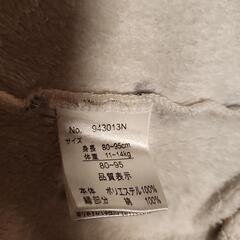 No. 943013N
サイズ
身長 80~95cm
体重 11~14kg
80-95
品質表示
本体 ポリエステル100%
綿 100%